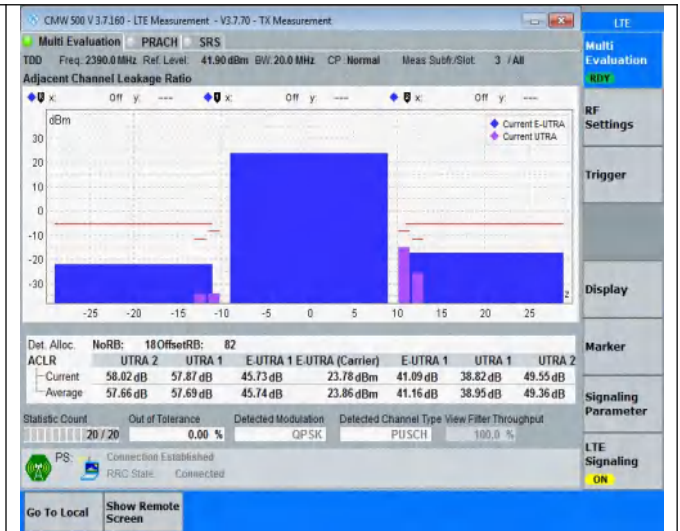 CMW 500 V 3.7.160 - LTE Measurement - V3.7.70 - TX Measurement
LTE
Multi Evaluation PRACH SRS
Multi Evaluation
RDY
TDD Freq.: 2390.0 MHz Ref. Level: 41.90 dBm BW: 20.0 MHz CP: Normal Meas Subfr./Slot: 3 / All
Adjacent Channel Leakage Ratio
x: Off y: --- x: Off y: --- x: Off y: ---
RF Settings
dBm
Current E-UTRA
Current UTRA
30
20
10
0
-10
-20
-30
-25 -20 -15 -10 -5 0 5 10 15 20 25
Trigger
Display
Marker
Det. Alloc. NoRB: 18 OffsetRB: 82
ACLR UTRA 2 UTRA 1 E-UTRA 1 E-UTRA (Carrier) E-UTRA 1 UTRA 1 UTRA 2
Current 58.02 dB 57.87 dB 45.73 dB 23.78 dBm 41.09 dB 38.82 dB 49.55 dB
Average 57.66 dB 57.69 dB 45.74 dB 23.86 dBm 41.16 dB 38.95 dB 49.36 dB
Signaling Parameter
Statistic Count Out of Tolerance Detected Modulation Detected Channel Type View Filter Throughput
20 / 20 0.00 % QPSK PUSCH 100.0 %
PS: Connection Established
RRC State: Connected
LTE Signaling
ON
Go To Local
Show Remote Screen